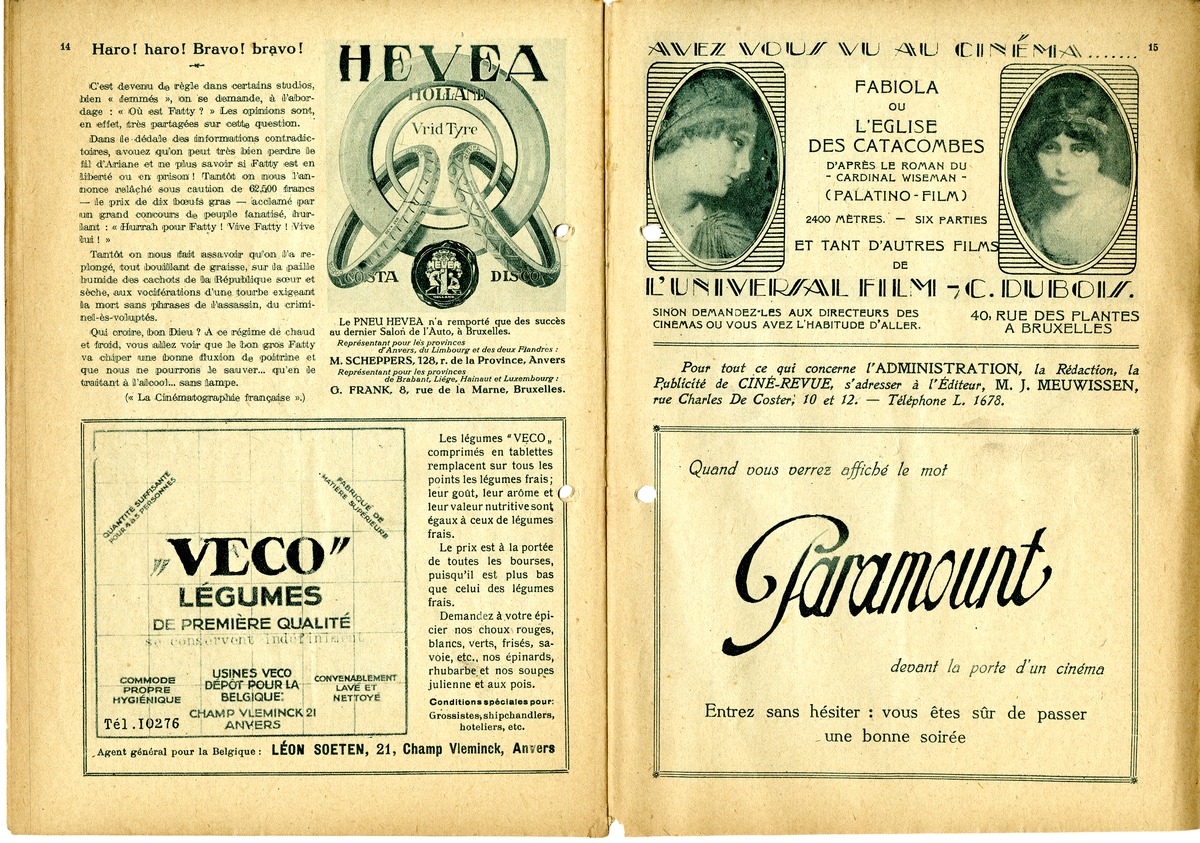 14
Haro! haro! Bravo! bravo!
C'est devenu de règle dans certains studios,
bien « femmés », on se demande, à l'abor-
dage : « Où est Fatty ? » Les opinions sont,
en effet, très partagées sur cette question.
Dans le dédale des informations contradic-
toires, avouez qu'on peut très bien perdre le
fil d'Ariane et ne plus savoir si Fatty est en
liberté ou en prison ! Tantôt on nous l'an-
nonce relâché sous caution de 62,500 francs
— le prix de dix bœufs gras — acclamé par
un grand concours de peuple fanatisé, hur-
lant : « Hurrah pour Fatty ! Vive Fatty ! Vive
lui ! »
Tantôt on nous fait assavoir qu'on l'a re-
plongé, tout bouillant de graisse, sur la paille
humide des cachots de la République sœur et
sèche, aux vociférations d'une tourbe exigeant
la mort sans phrases de l'assassin, du crimi-
nel-ès-voluptés.
Qui croire, bon Dieu ? A ce régime de chaud
et froid, vous allez voir que le bon gros Fatty
va chiper une bonne fluxion de poitrine et
que nous ne pourrons le sauver... qu'en le
traitant à l'alcool... sans lampe.
(« La Cinématographie française ».)
HEVEA
HOLLAND
Vrid Tyre
COSTA DISCO
HEVEA
Le PNEU HEVEA n'a remporté que des succès
au dernier Salon de l'Auto, à Bruxelles.
Représentant pour les provinces
d'Anvers, du Limbourg et des deux Flandres :
M. SCHEPPERS, 128, r. de la Province, Anvers
Représentant pour les provinces
de Brabant, Liége, Hainaut et Luxembourg :
G. FRANK, 8, rue de la Marne, Bruxelles.
QUANTITÉ SUFFISANTE
POUR 4 à 5 PERSONNES
FABRIQUÉ DE
MATIÈRE SUPÉRIEURE
„VECO”
LÉGUMES
DE PREMIÈRE QUALITÉ
se conservent indéfiniment
COMMODE
PROPRE
HYGIÉNIQUE
USINES VECO
DÉPÔT POUR LA
BELGIQUE:
CONVENABLEMENT
LAVÉ ET
NETTOYÉ
CHAMP VLEMINCK 21
ANVERS
Tél.10276
Les légumes “VECO„
comprimés en tablettes
remplacent sur tous les
points les légumes frais;
leur goût, leur arôme et
leur valeur nutritive sont
égaux à ceux de légumes
frais.
Le prix est à la portée
de toutes les bourses,
puisqu'il est plus bas
que celui des légumes
frais.
Demandez à votre épi-
cier nos choux rouges,
blancs, verts, frisés, sa-
voie, etc., nos épinards,
rhubarbe et nos soupes
julienne et aux pois.
Conditions spéciales pour:
Grossistes, shipchandlers,
hoteliers, etc.
Agent général pour la Belgique : LÉON SOETEN, 21, Champ Vleminck, Anvers
15
AVEZ VOUS VU AU CINÉMA.......
FABIOLA
OU
L'EGLISE
DES CATACOMBES
D'APRÈS LE ROMAN DU
- CARDINAL WISEMAN -
(PALATINO-FILM)
2400 MÈTRES. — SIX PARTIES
ET TANT D'AUTRES FILMS
DE
L'UNIVERSAL FILM - C. DUBOIS.
SINON DEMANDEZ-LES AUX DIRECTEURS DES
CINEMAS OU VOUS AVEZ L'HABITUDE D'ALLER.
40, RUE DES PLANTES
A BRUXELLES
Pour tout ce qui concerne l'ADMINISTRATION, la Rédaction, la
Publicité de CINÉ-REVUE, s'adresser à l'Éditeur, M. J. MEUWISSEN,
rue Charles De Coster, 10 et 12. — Téléphone L. 1678.
Quand vous verrez affiché le mot
Paramount
devant la porte d'un cinéma
Entrez sans hésiter : vous êtes sûr de passer
une bonne soirée